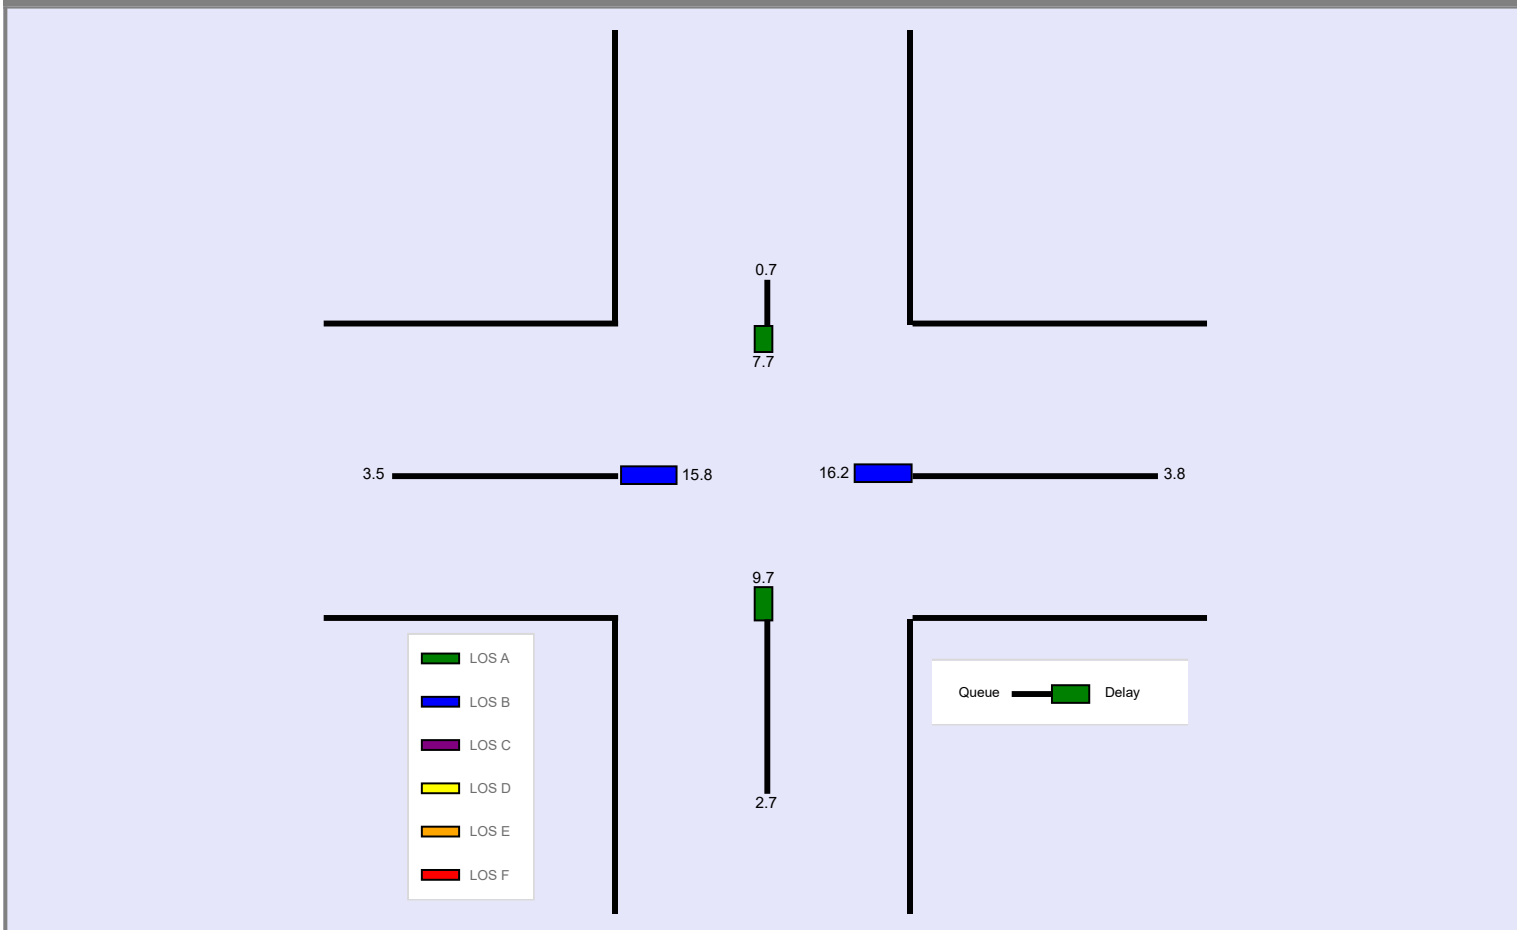 0.7
7.7
3.5
15.8
16.2
3.8
9.7
2.7
LOS A
LOS B
LOS C
LOS D
LOS E
LOS F
Queue
Delay